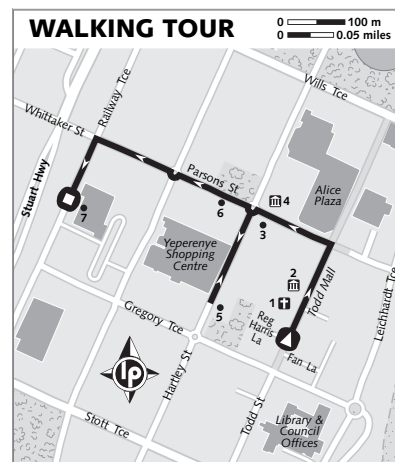 WALKING TOUR
0 100 m
0 0.05 miles
Wills Tce
Railway Tce
Whittaker St
Stuart Hwy
Parsons St
4
Alice
Plaza
6
3
7
Yeperenye
Shopping
Centre
2
1
Todd Mall
Reg
Harris
La
5
Leichhardt Tce
Gregory Tce
Fan La
lp
Hartley St
Todd St
Library &
Council
Offices
Stott Tce